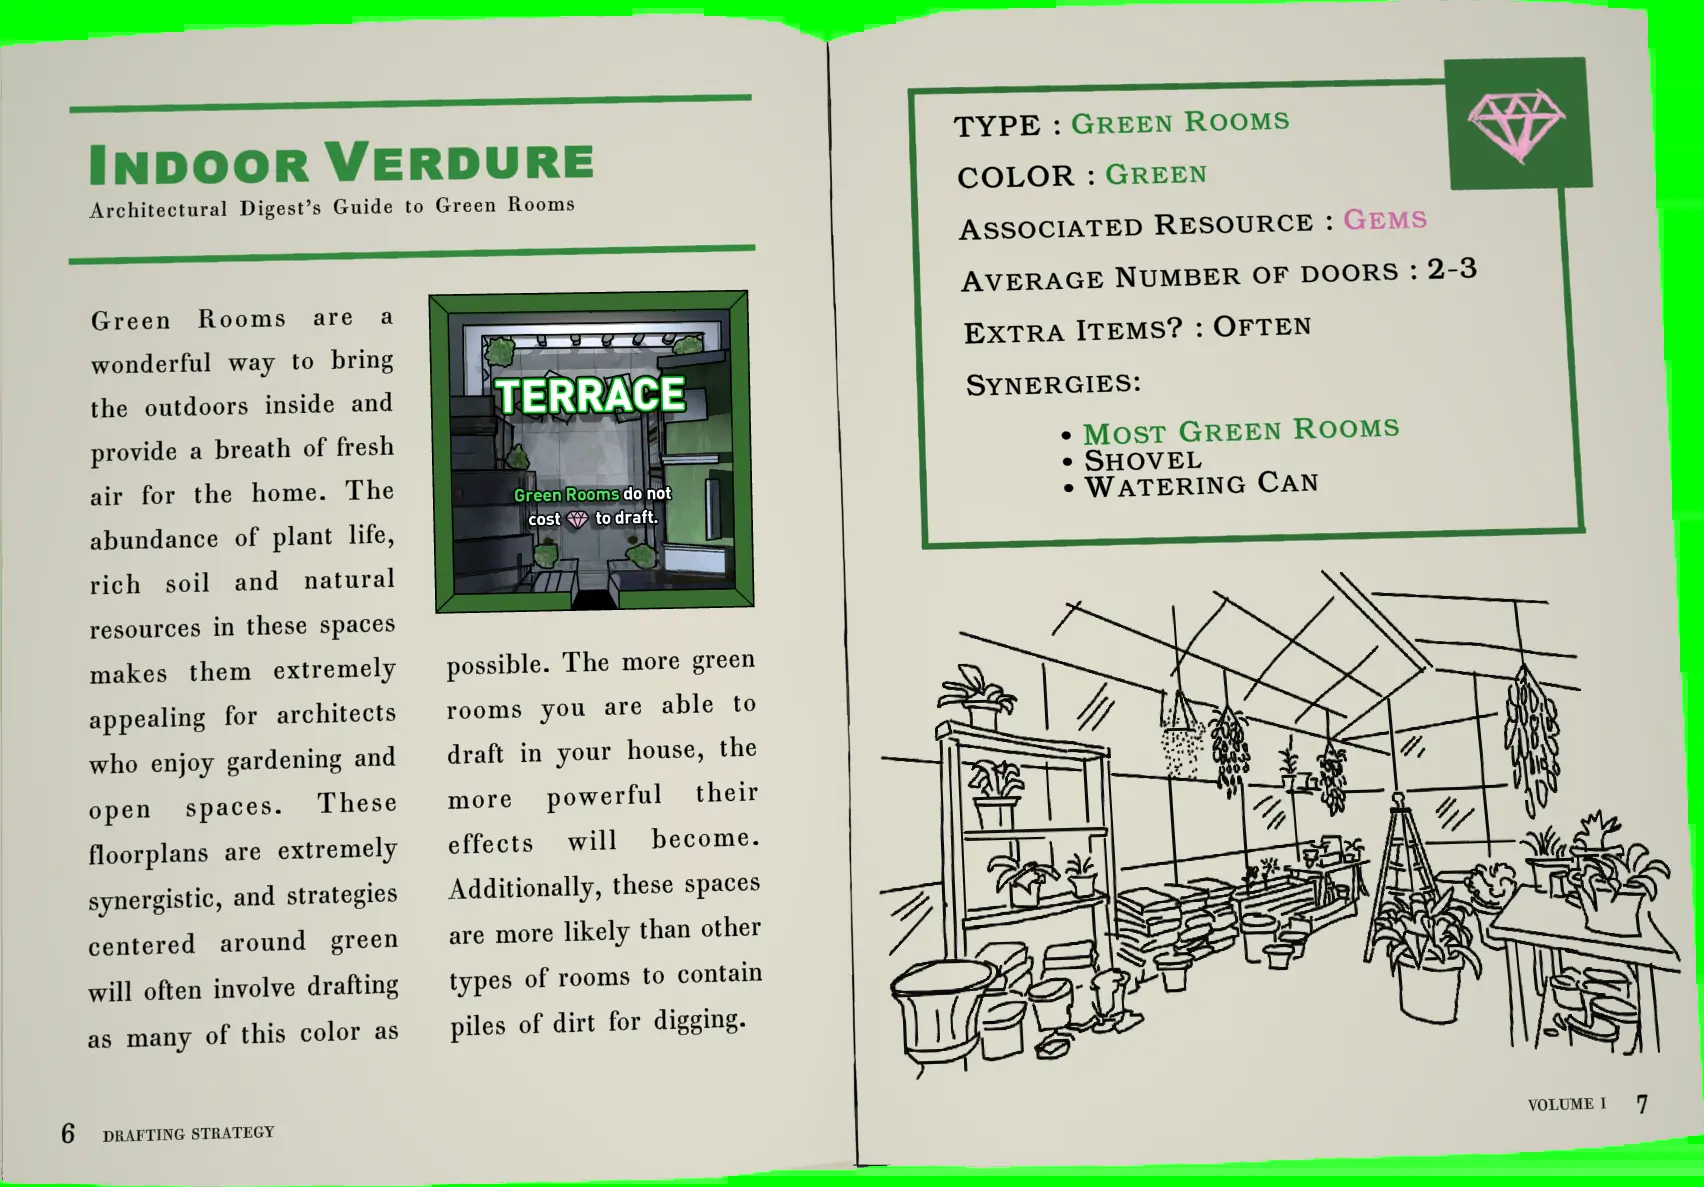 INDOOR VERDURE
Architectural Digest's Guide to Green Rooms
Green Rooms are a
wonderful way to bring
the outdoors inside and
provide a breath of fresh
air for the home. The
abundance of plant life,
rich soil and natural
resources in these spaces
makes them extremely
appealing for architects
who enjoy gardening and
open spaces. These
floorplans are extremely
synergistic, and strategies
centered around green
will often involve drafting
as many of this color as
TERRACE
Green Rooms do not
cost to draft.
possible. The more green
rooms you are able to
draft in your house, the
more powerful their
effects will become.
Additionally, these spaces
are more likely than other
types of rooms to contain
piles of dirt for digging.
6 DRAFTING STRATEGY
TYPE : GREEN ROOMS
COLOR : GREEN
ASSOCIATED RESOURCE : GEMS
AVERAGE NUMBER OF DOORS : 2-3
EXTRA ITEMS? : OFTEN
SYNERGIES:
• MOST GREEN ROOMS
• SHOVEL
• WATERING CAN
VOLUME I 7